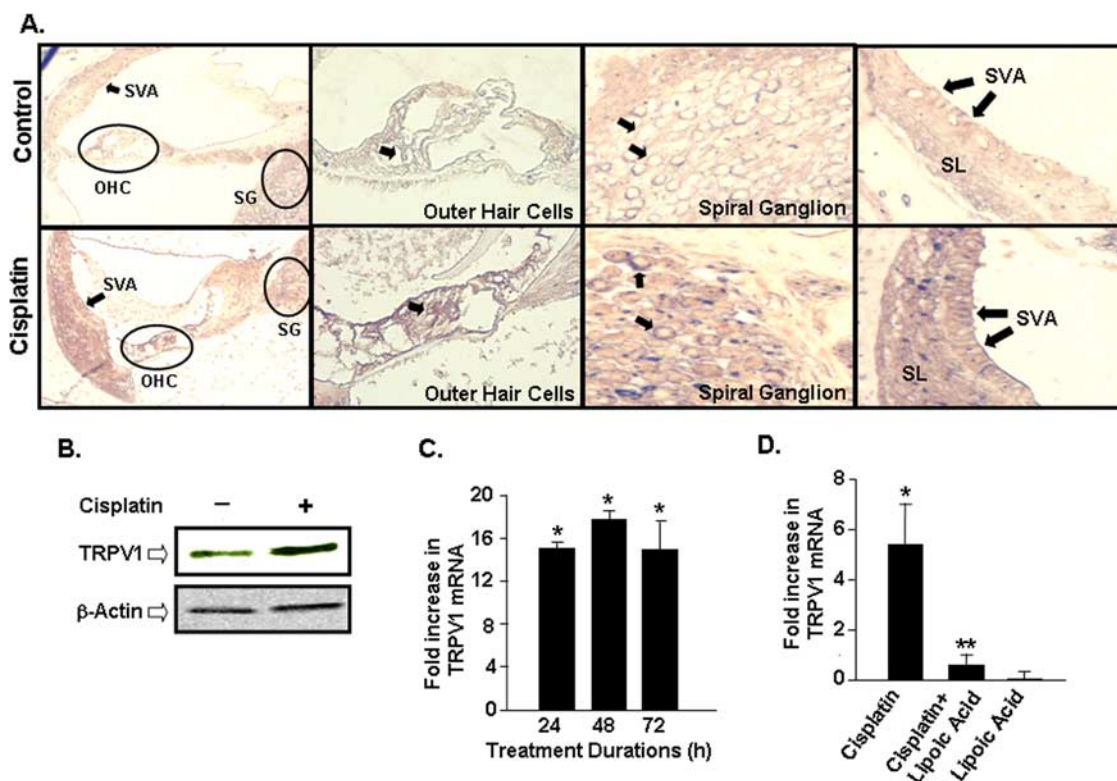 A.
Control
SVA
OHC
SG
Outer Hair Cells
Spiral Ganglion
SVA
SL
Cisplatin
SVA
OHC
SG
Outer Hair Cells
Spiral Ganglion
SVA
SL
B.
Cisplatin – +
TRPV1
β-Actin
C.
Fold increase in
TRPV1 mRNA
20
16
12
8
4
0
* * *
24 48 72
Treatment Durations (h)
D.
Fold increase in
TRPV1 mRNA
8
6
4
2
0
*
**
Cisplatin
Cisplatin+
Lipoic Acid
Lipoic Acid